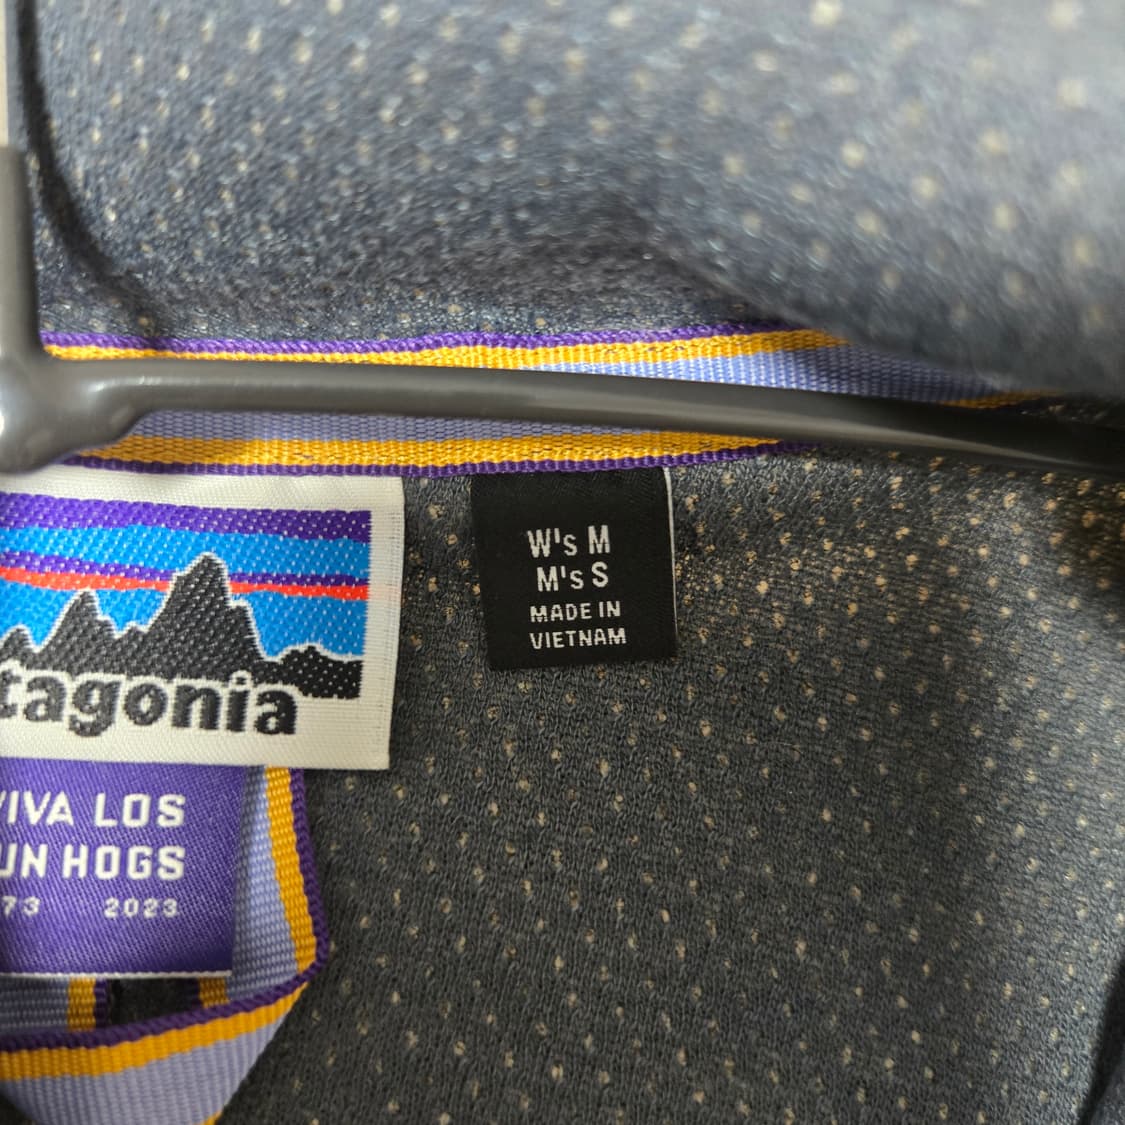 W's M
M's S
MADE IN
VIETNAM
tagonia
VIVA LOS
UN HOGS
73 2023